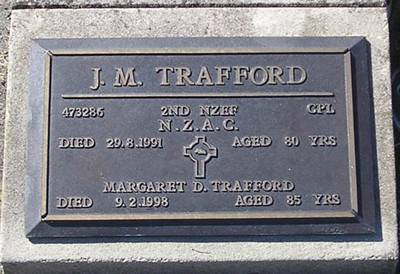 J. M. TRAFFORD
473286 2ND NZEF CPL
N.Z.A.C.
DIED 29.8.1991 AGED 80 YRS
MARGARET D. TRAFFORD
DIED 9.2.1998 AGED 85 YRS